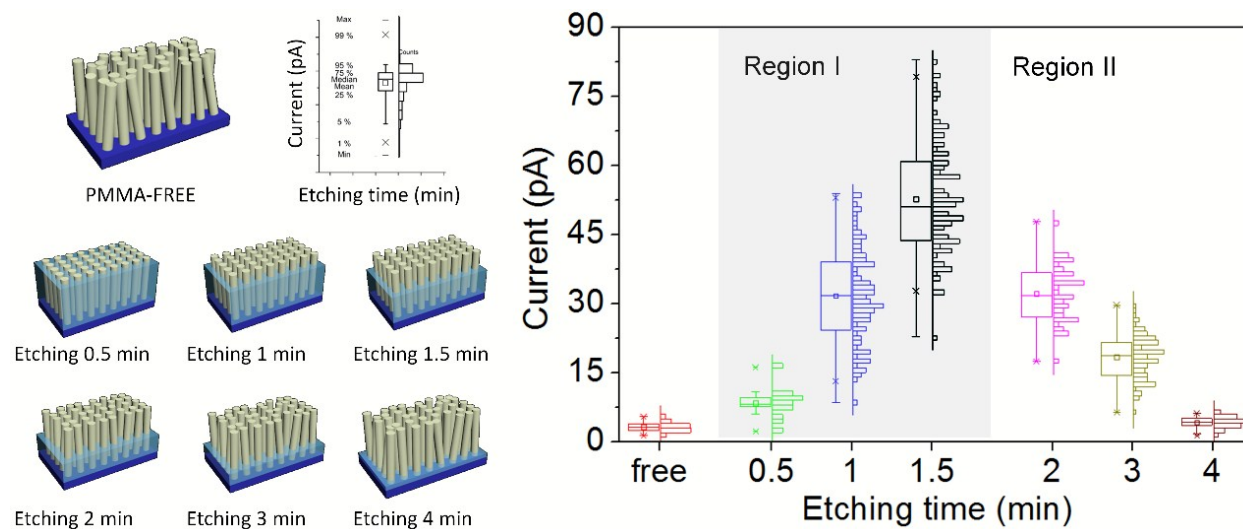 PMMA-FREE
Current (pA)
Max
99 %
95 %
75 %
Median
Mean
25 %
5 %
1 %
Min
Counts
Etching time (min)
Etching 0.5 min
Etching 1 min
Etching 1.5 min
Etching 2 min
Etching 3 min
Etching 4 min
Current (pA)
90
75
60
45
30
15
0
Region I
Region II
free
0.5
1
1.5
2
3
4
Etching time (min)